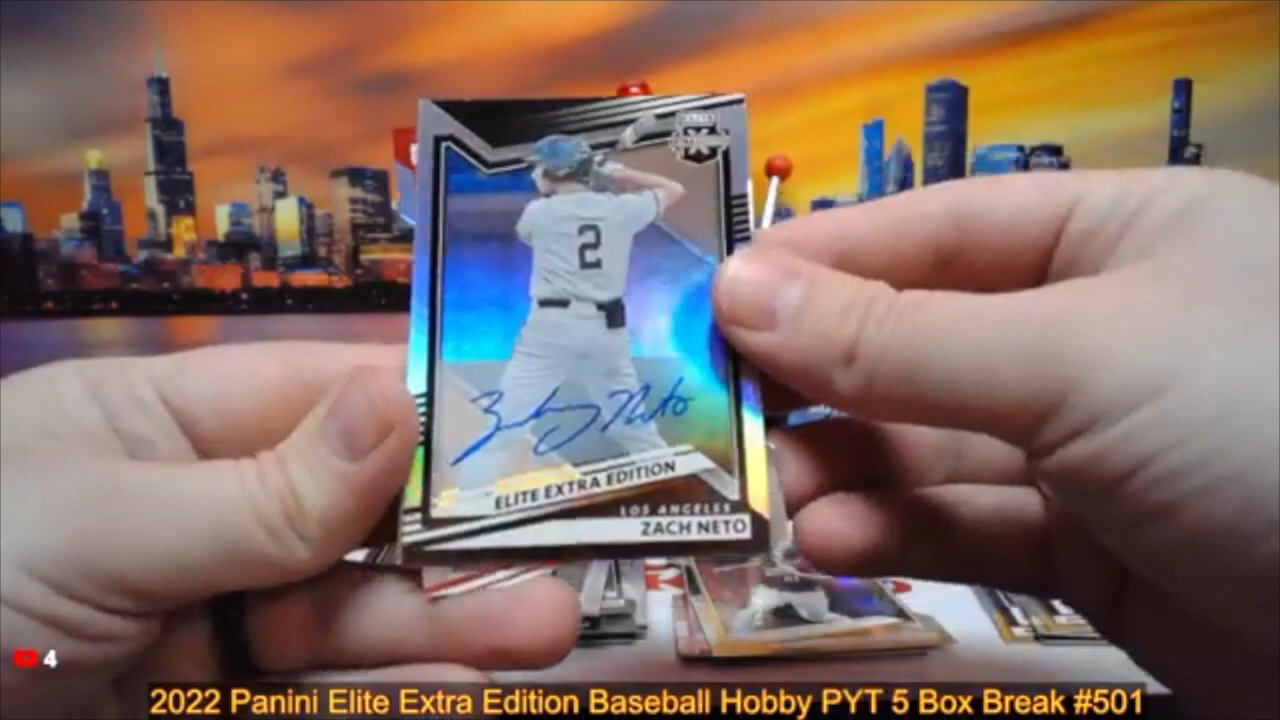 2
Zachary Neto
ELITE EXTRA EDITION
LOS ANGELES
ZACH NETO
4
2022 Panini Elite Extra Edition Baseball Hobby PYT 5 Box Break #501